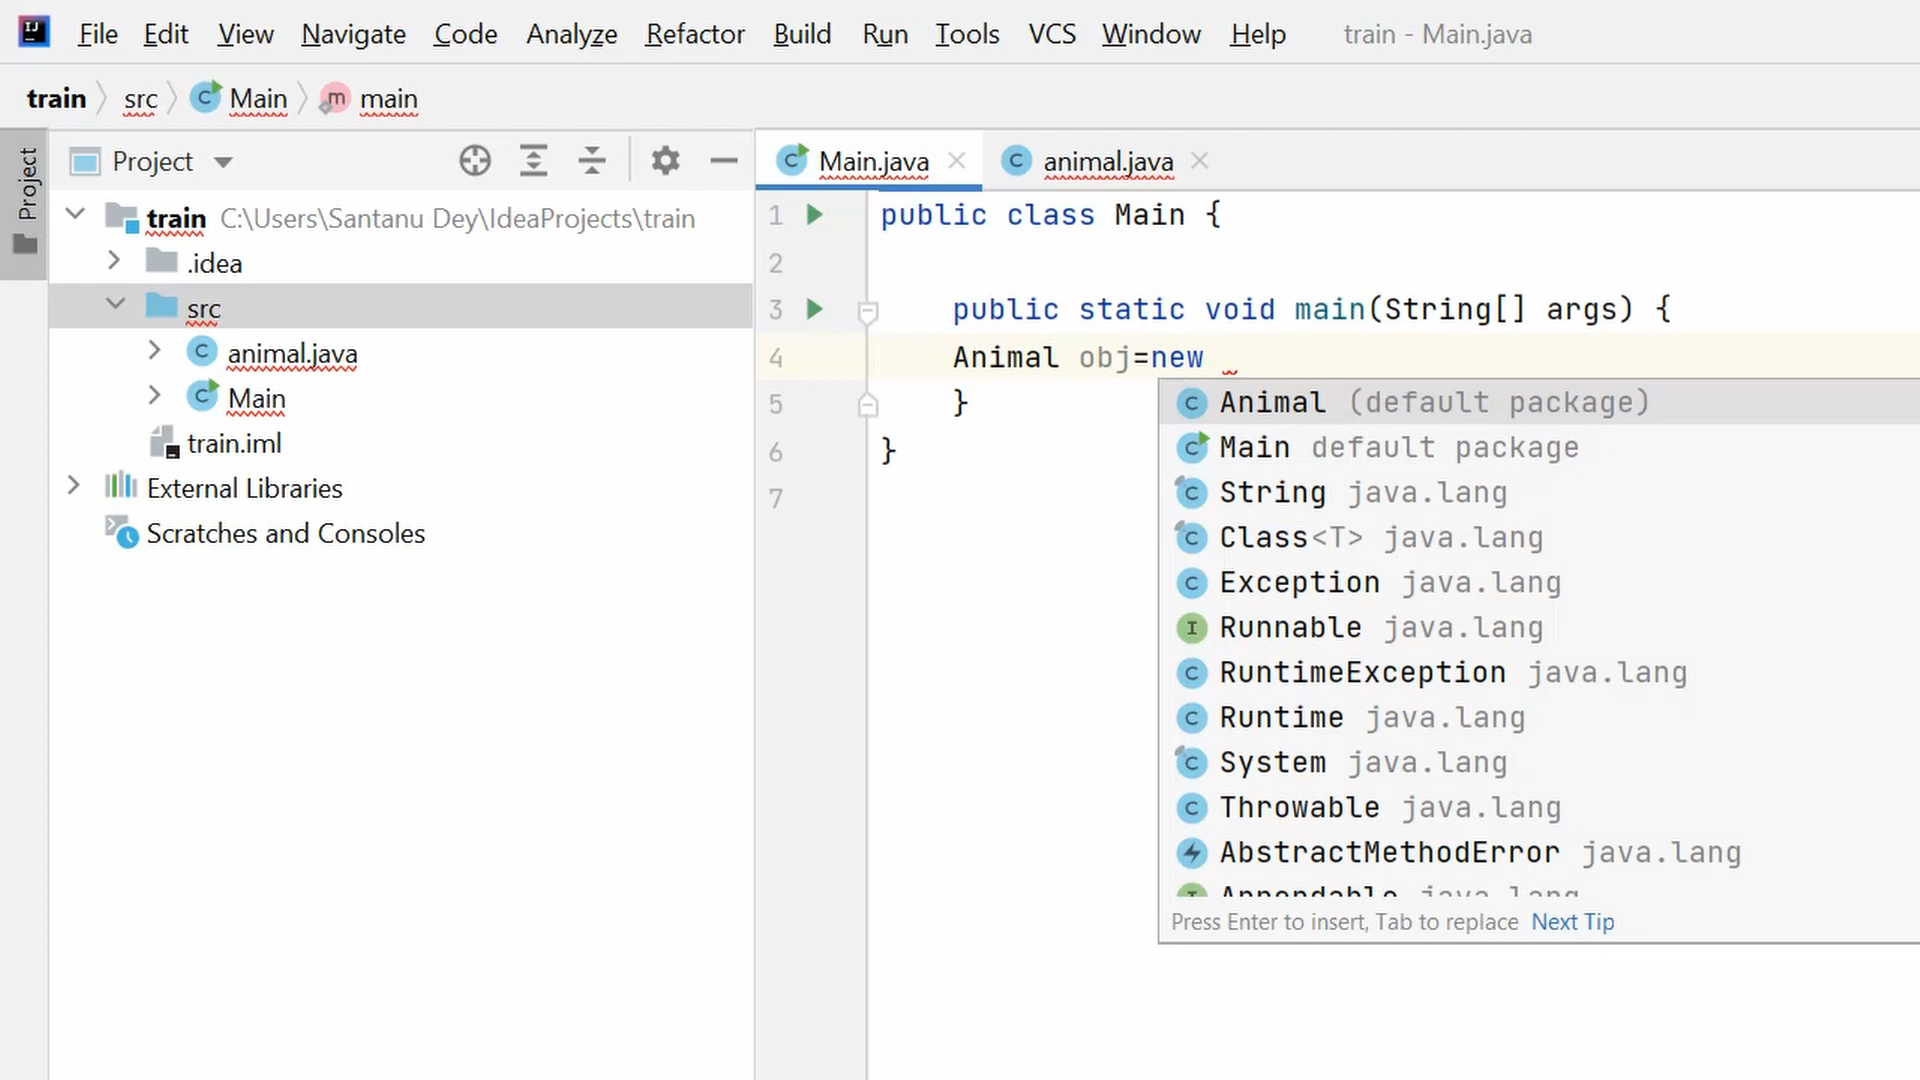 File Edit View Navigate Code Analyze Refactor Build Run Tools VCS Window Help train - Main.java
train src Main main
Project
Project
train C:\Users\Santanu Dey\IdeaProjects\train
.idea
src
animal.java
Main
train.iml
External Libraries
Scratches and Consoles
Main.java animal.java
1 public class Main {
2
3 public static void main(String[] args) {
4 Animal obj=new
5 }
6 }
7
Animal (default package)
Main default package
String java.lang
Class<T> java.lang
Exception java.lang
Runnable java.lang
RuntimeException java.lang
Runtime java.lang
System java.lang
Throwable java.lang
AbstractMethodError java.lang
Appendable java.lang
Press Enter to insert, Tab to replace Next Tip